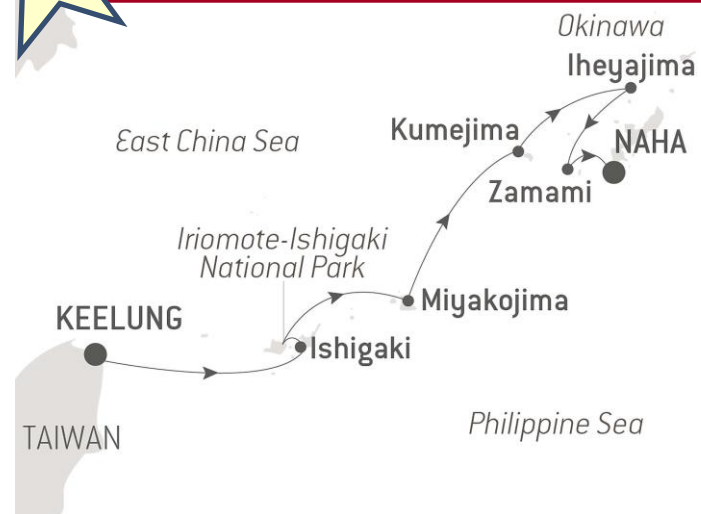 Okinawa
Iheyajima
Kumejima
NAHA
East China Sea
Zamami
Iriomote-Ishigaki
National Park
Miyakojima
KEELUNG
Ishigaki
Philippine Sea
TAIWAN